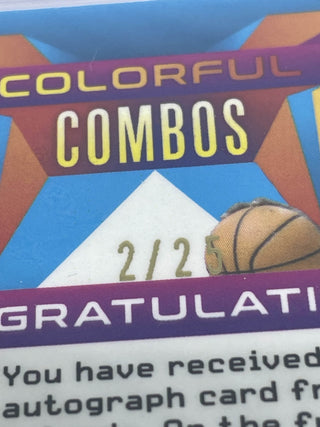 COLORFUL
COMBOS
2/25
GRATULATI
You have received
autograph card fr